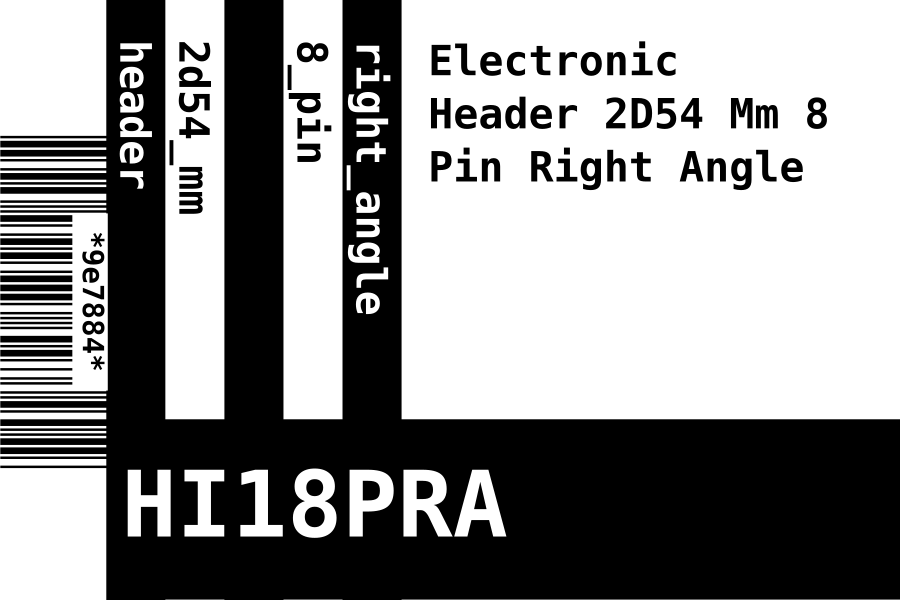 *9e7884*
header
2d54_mm
8_pin
right_angle
Electronic
Header 2D54 Mm 8
Pin Right Angle
HI18PRA